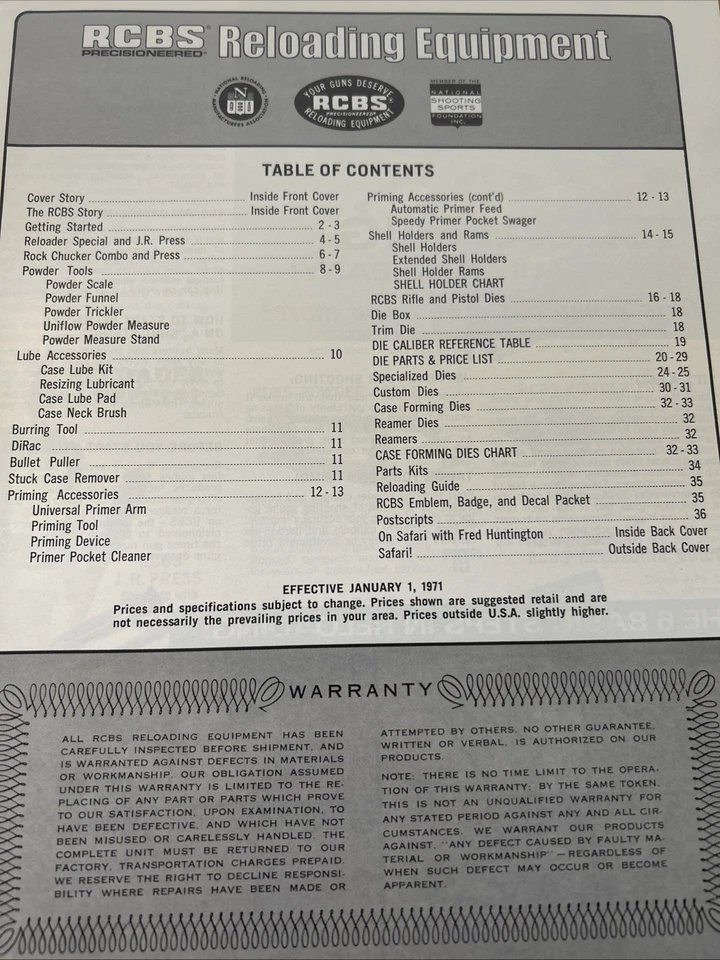 RCBS® Reloading Equipment
PRECISIONEERED®
NATIONAL RELOADING
MANUFACTURERS ASSOCIATION
N
YOUR GUNS DESERVE
RCBS®
PRECISIONEERED
RELOADING EQUIPMENT
MEMBER OF THE
NATIONAL
SHOOTING
SPORTS
FOUNDATION
INC.
TABLE OF CONTENTS
Cover Story Inside Front Cover
The RCBS Story Inside Front Cover
Getting Started 2 - 3
Reloader Special and J.R. Press 4 - 5
Rock Chucker Combo and Press 6 - 7
Powder Tools 8 - 9
Powder Scale
Powder Funnel
Powder Trickler
Uniflow Powder Measure
Powder Measure Stand
Lube Accessories 10
Case Lube Kit
Resizing Lubricant
Case Lube Pad
Case Neck Brush
Burring Tool 11
DiRac 11
Bullet Puller 11
Stuck Case Remover 11
Priming Accessories 12 - 13
Universal Primer Arm
Priming Tool
Priming Device
Primer Pocket Cleaner
Priming Accessories (cont'd) 12 - 13
Automatic Primer Feed
Speedy Primer Pocket Swager
Shell Holders and Rams 14 - 15
Shell Holders
Extended Shell Holders
Shell Holder Rams
SHELL HOLDER CHART
RCBS Rifle and Pistol Dies 16 - 18
Die Box 18
Trim Die 18
DIE CALIBER REFERENCE TABLE 19
DIE PARTS & PRICE LIST 20 - 29
Specialized Dies 24 - 25
Custom Dies 30 - 31
Case Forming Dies 32 - 33
Reamer Dies 32
Reamers 32
CASE FORMING DIES CHART 32 - 33
Parts Kits 34
Reloading Guide 35
RCBS Emblem, Badge, and Decal Packet 35
Postscripts 36
On Safari with Fred Huntington Inside Back Cover
Safari! Outside Back Cover
EFFECTIVE JANUARY 1, 1971
Prices and specifications subject to change. Prices shown are suggested retail and are
not necessarily the prevailing prices in your area. Prices outside U.S.A. slightly higher.
WARRANTY
ALL RCBS RELOADING EQUIPMENT HAS BEEN
CAREFULLY INSPECTED BEFORE SHIPMENT, AND
IS WARRANTED AGAINST DEFECTS IN MATERIALS
OR WORKMANSHIP. OUR OBLIGATION ASSUMED
UNDER THIS WARRANTY IS LIMITED TO THE RE-
PLACING OF ANY PART OR PARTS WHICH PROVE
TO OUR SATISFACTION, UPON EXAMINATION, TO
HAVE BEEN DEFECTIVE, AND WHICH HAVE NOT
BEEN MISUSED OR CARELESSLY HANDLED. THE
COMPLETE UNIT MUST BE RETURNED TO OUR
FACTORY, TRANSPORTATION CHARGES PREPAID.
WE RESERVE THE RIGHT TO DECLINE RESPONSI-
BILITY WHERE REPAIRS HAVE BEEN MADE OR
ATTEMPTED BY OTHERS. NO OTHER GUARANTEE,
WRITTEN OR VERBAL, IS AUTHORIZED ON OUR
PRODUCTS.
NOTE: THERE IS NO TIME LIMIT TO THE OPERA-
TION OF THIS WARRANTY; BY THE SAME TOKEN,
THIS IS NOT AN UNQUALIFIED WARRANTY FOR
ANY STATED PERIOD AGAINST ANY AND ALL CIR-
CUMSTANCES. WE WARRANT OUR PRODUCTS
AGAINST, "ANY DEFECT CAUSED BY FAULTY MA-
TERIAL OR WORKMANSHIP"—REGARDLESS OF
WHEN SUCH DEFECT MAY OCCUR OR BECOME
APPARENT.